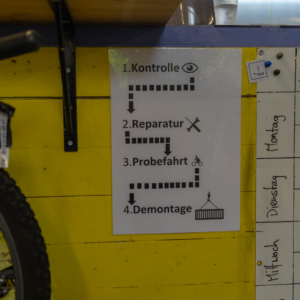 1.Kontrolle
2.Reparatur
3.Probefahrt
4.Demontage
Montag
Dienstag
Mittwoch